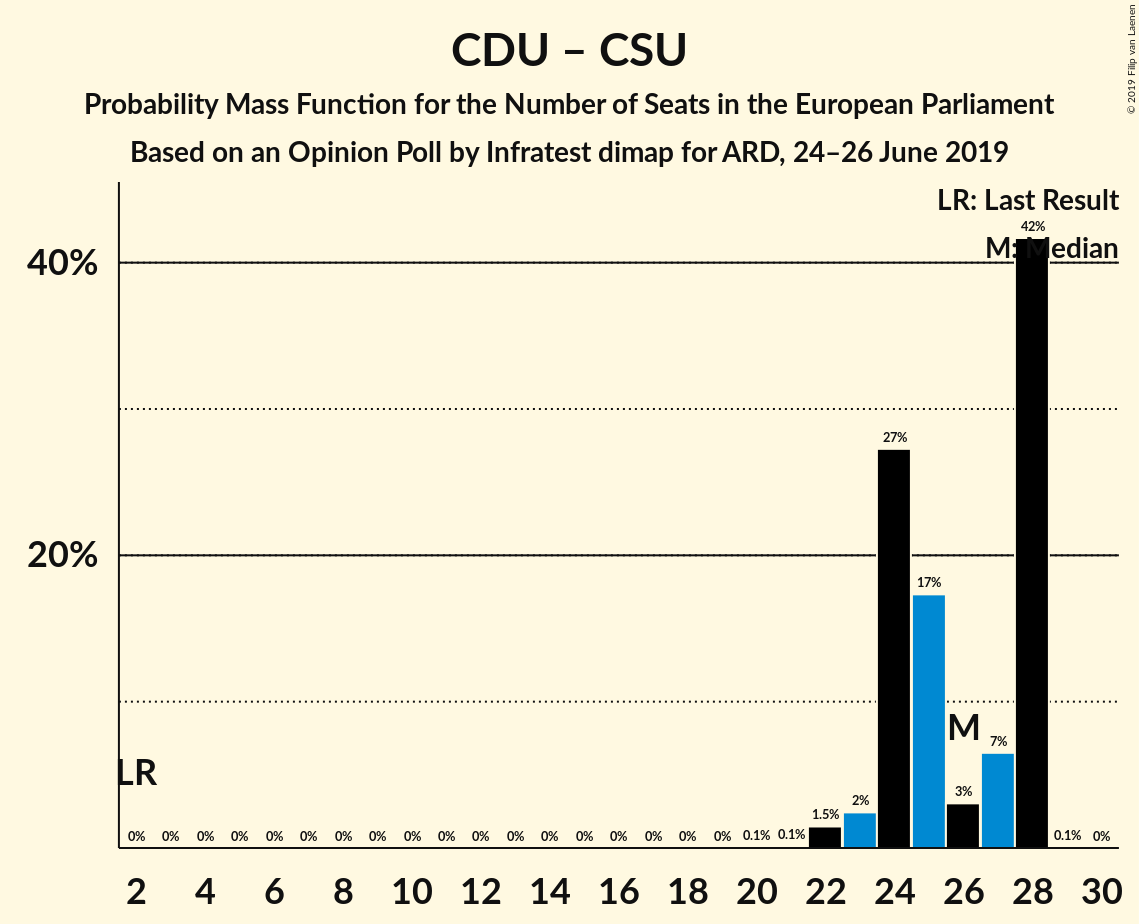 CDU – CSU
Probability Mass Function for the Number of Seats in the European Parliament
Based on an Opinion Poll by Infratest dimap for ARD, 24–26 June 2019
© 2019 Filip van Laenen
LR: Last Result
M: Median
40%
20%
42%
27%
17%
M
7%
LR
3%
2%
1.5%
0% 0% 0% 0% 0% 0% 0% 0% 0% 0% 0% 0% 0% 0% 0% 0% 0% 0% 0.1% 0.1% 0.1% 0%
2 4 6 8 10 12 14 16 18 20 22 24 26 28 30